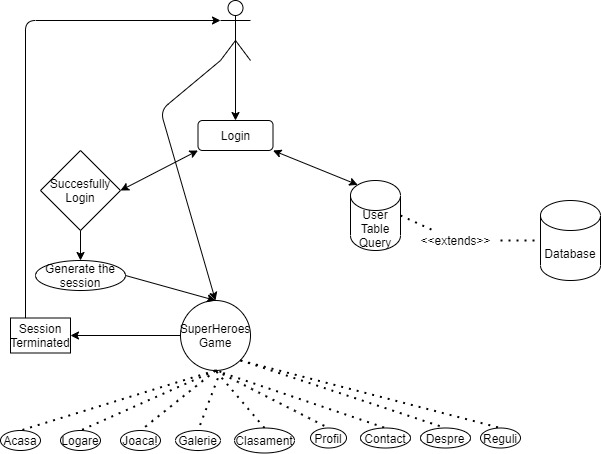 Login
Succesfully
Login
User
Table
Query
<<extends>>
Database
Generate the
session
SuperHeroes
Game
Session
Terminated
Acasa
Logare
Joaca!
Galerie
Clasament
Profil
Contact
Despre
Reguli